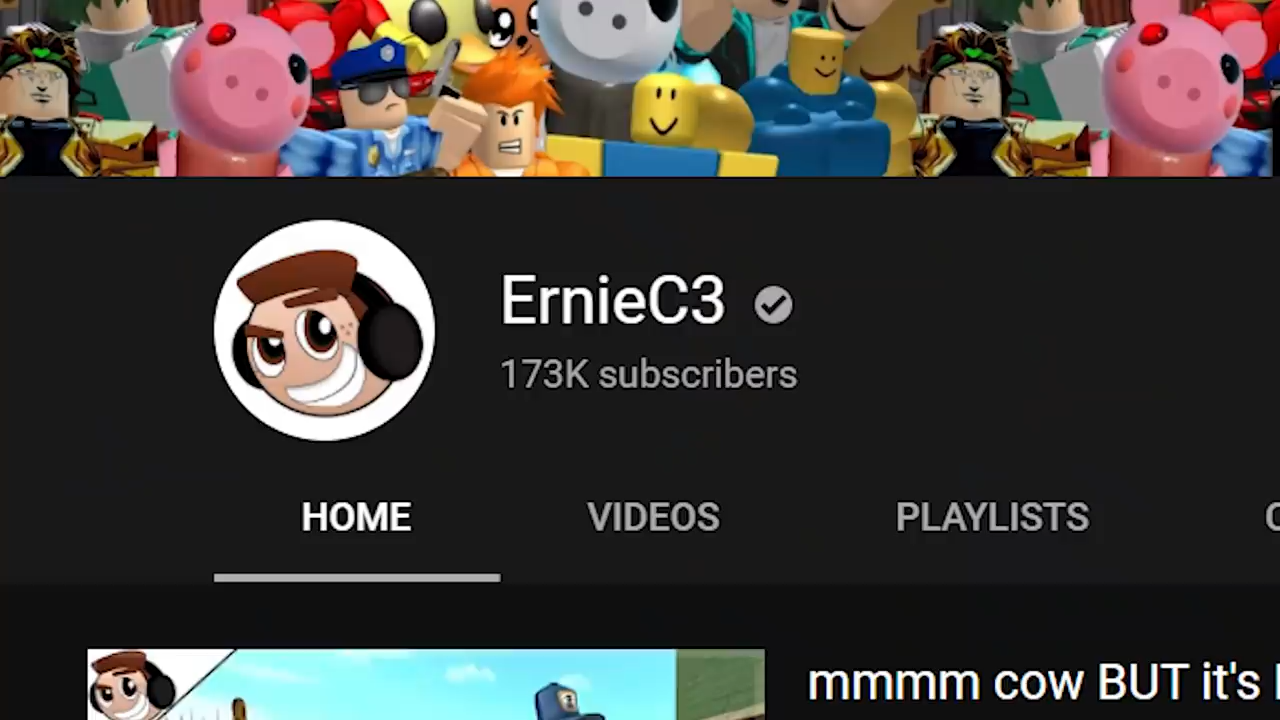 ErnieC3
173K subscribers
HOME
VIDEOS
PLAYLISTS
mmmm cow BUT it's